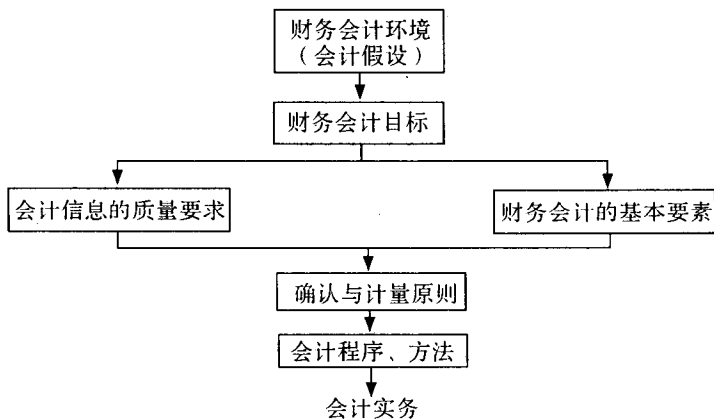 财务会计环境
（会计假设）
财务会计目标
会计信息的质量要求
财务会计的基本要素
确认与计量原则
会计程序、方法
会计实务